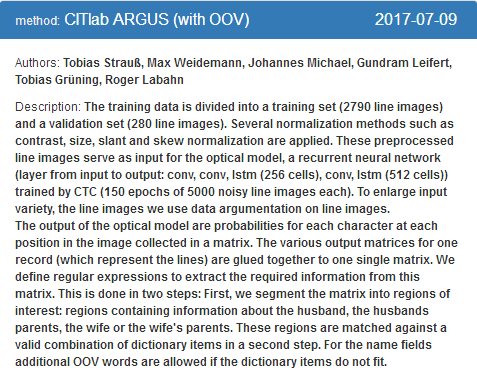 method: CITlab ARGUS (with OOV) 2017-07-09
Authors: Tobias Strauß, Max Weidemann, Johannes Michael, Gundram Leifert,
Tobias Grüning, Roger Labahn
Description: The training data is divided into a training set (2790 line images)
and a validation set (280 line images). Several normalization methods such as
contrast, size, slant and skew normalization are applied. These preprocessed
line images serve as input for the optical model, a recurrent neural network
(layer from input to output: conv, conv, lstm (256 cells), conv, lstm (512 cells))
trained by CTC (150 epochs of 5000 noisy line images each). To enlarge input
variety, the line images we use data argumentation on line images.
The output of the optical model are probabilities for each character at each
position in the image collected in a matrix. The various output matrices for one
record (which represent the lines) are glued together to one single matrix. We
define regular expressions to extract the required information from this
matrix. This is done in two steps: First, we segment the matrix into regions of
interest: regions containing information about the husband, the husbands
parents, the wife or the wife's parents. These regions are matched against a
valid combination of dictionary items in a second step. For the name fields
additional OOV words are allowed if the dictionary items do not fit.